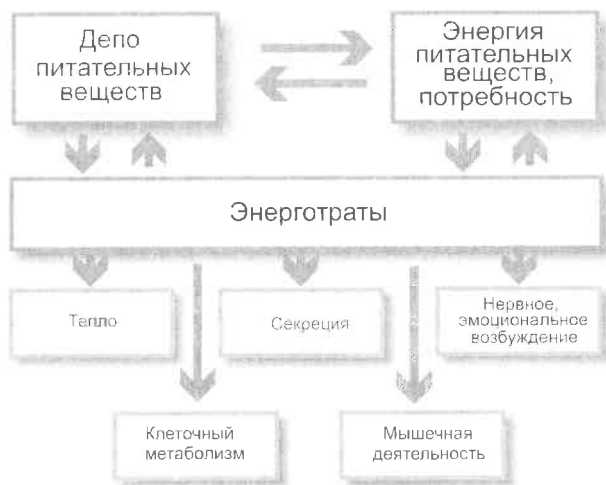 Депо
питательных
веществ
Энергия
питательных
веществ,
потребность
Энерготраты
Тепло
Секреция
Нервное,
эмоциональное
возбуждение
Клеточный
метаболизм
Мышечная
деятельность